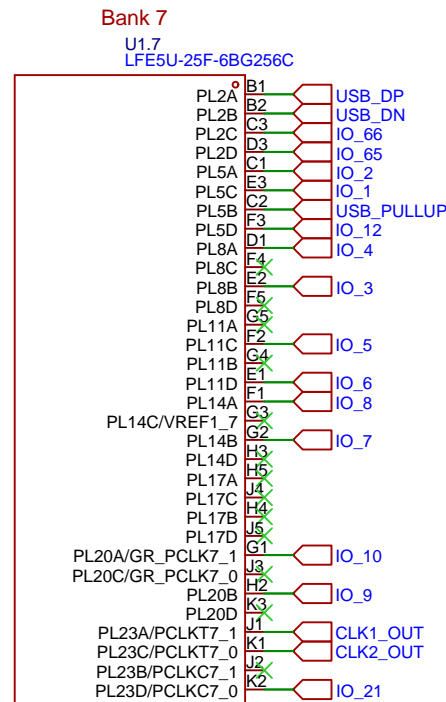 Bank 7
U1.7
LFE5U-25F-6BG256C
PL2A B1 USB_DP
PL2B B2 USB_DN
PL2C C3 IO_66
PL2D D3 IO_65
PL5A C1 IO_2
PL5C E3 IO_1
PL5B C2 USB_PULLUP
PL5D F3 IO_12
PL8A D1 IO_4
PL8C F4
PL8B E2 IO_3
PL8D F5
PL11A G5
PL11C F2 IO_5
PL11B G4
PL11D E1 IO_6
PL14A F1 IO_8
PL14C/VREF1_7 G3
PL14B G2 IO_7
PL14D H3
PL17A H5
PL17C J4
PL17B H4
PL17D J5
PL20A/GR_PCLK7_1 G1 IO_10
PL20C/GR_PCLK7_0 J3
PL20B H2 IO_9
PL20D K3
PL23A/PCLKT7_1 J1 CLK1_OUT
PL23C/PCLKT7_0 K1 CLK2_OUT
PL23B/PCLKC7_1 J2
PL23D/PCLKC7_0 K2 IO_21